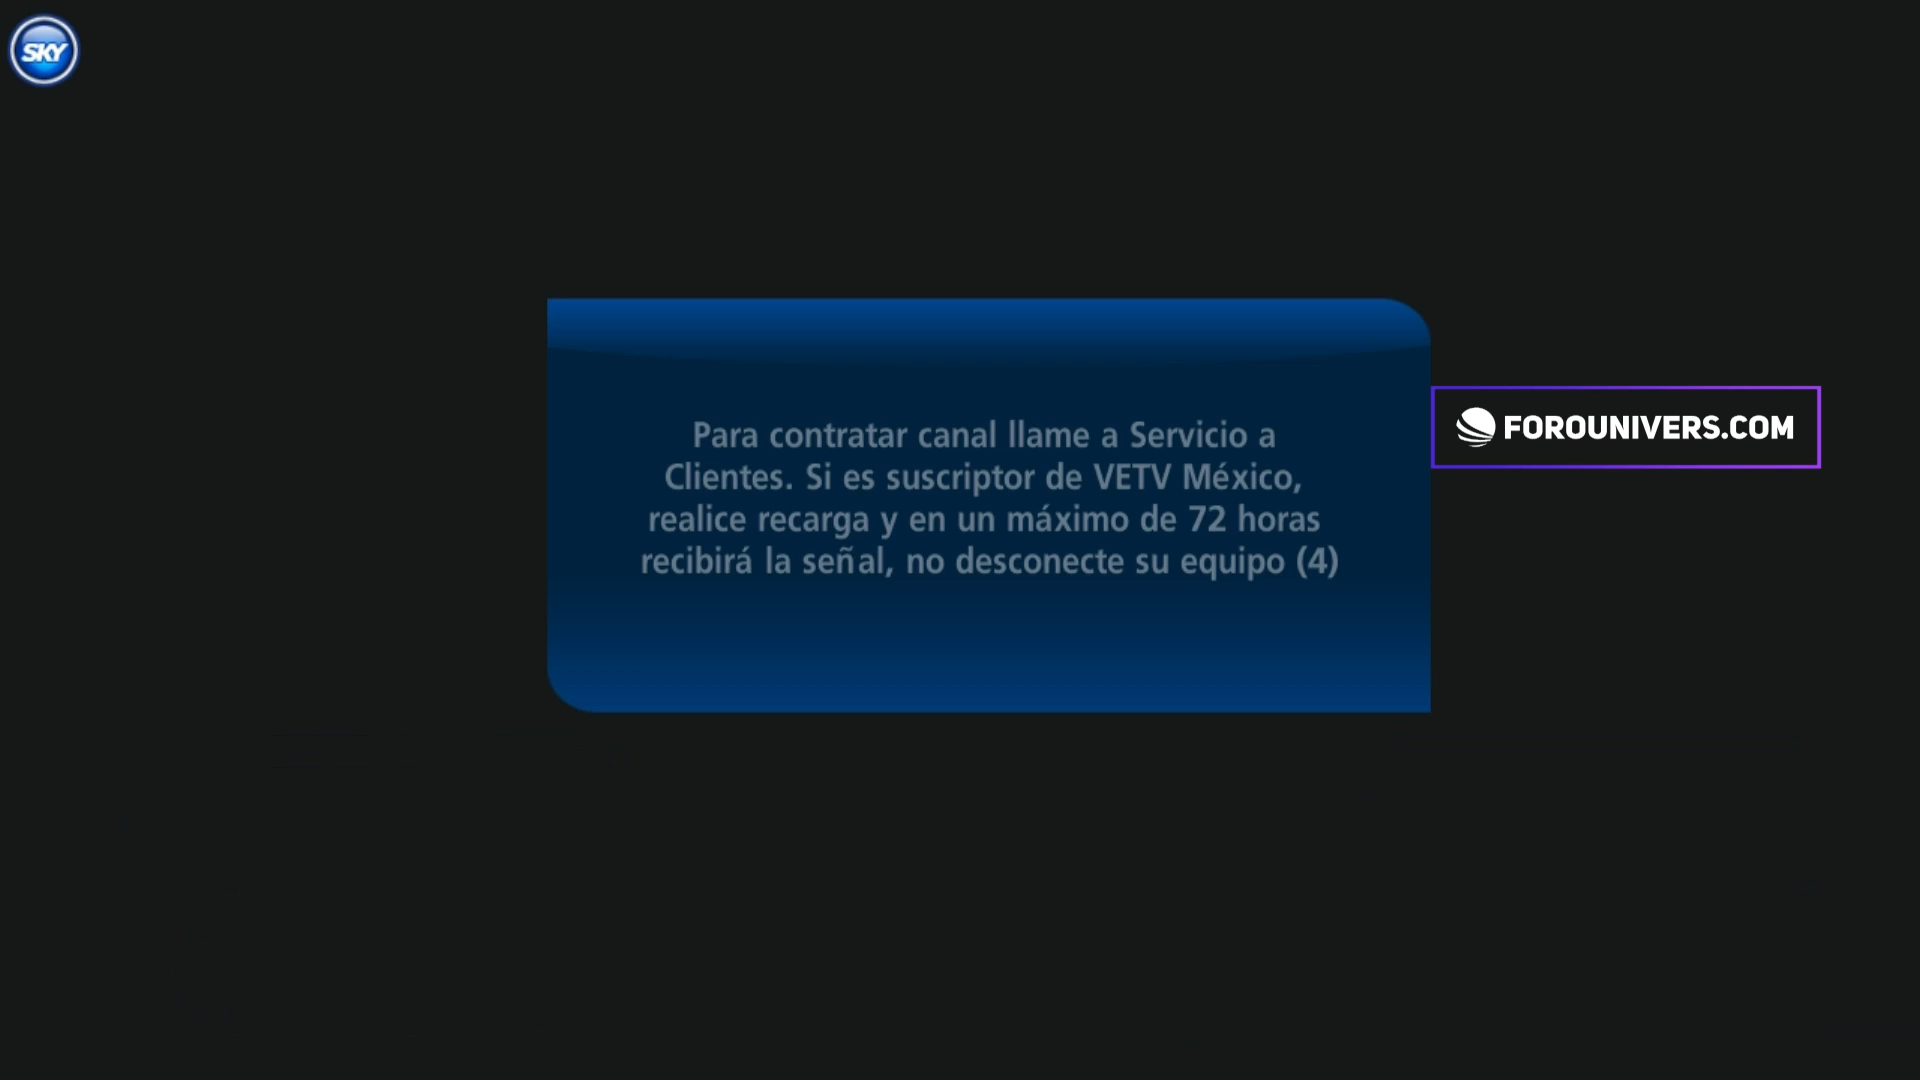 SKY
Para contratar canal llame a Servicio a
Clientes. Si es suscriptor de VETV México,
realice recarga y en un máximo de 72 horas
recibirá la señal, no desconecte su equipo (4)
FOROUNIVERS.COM